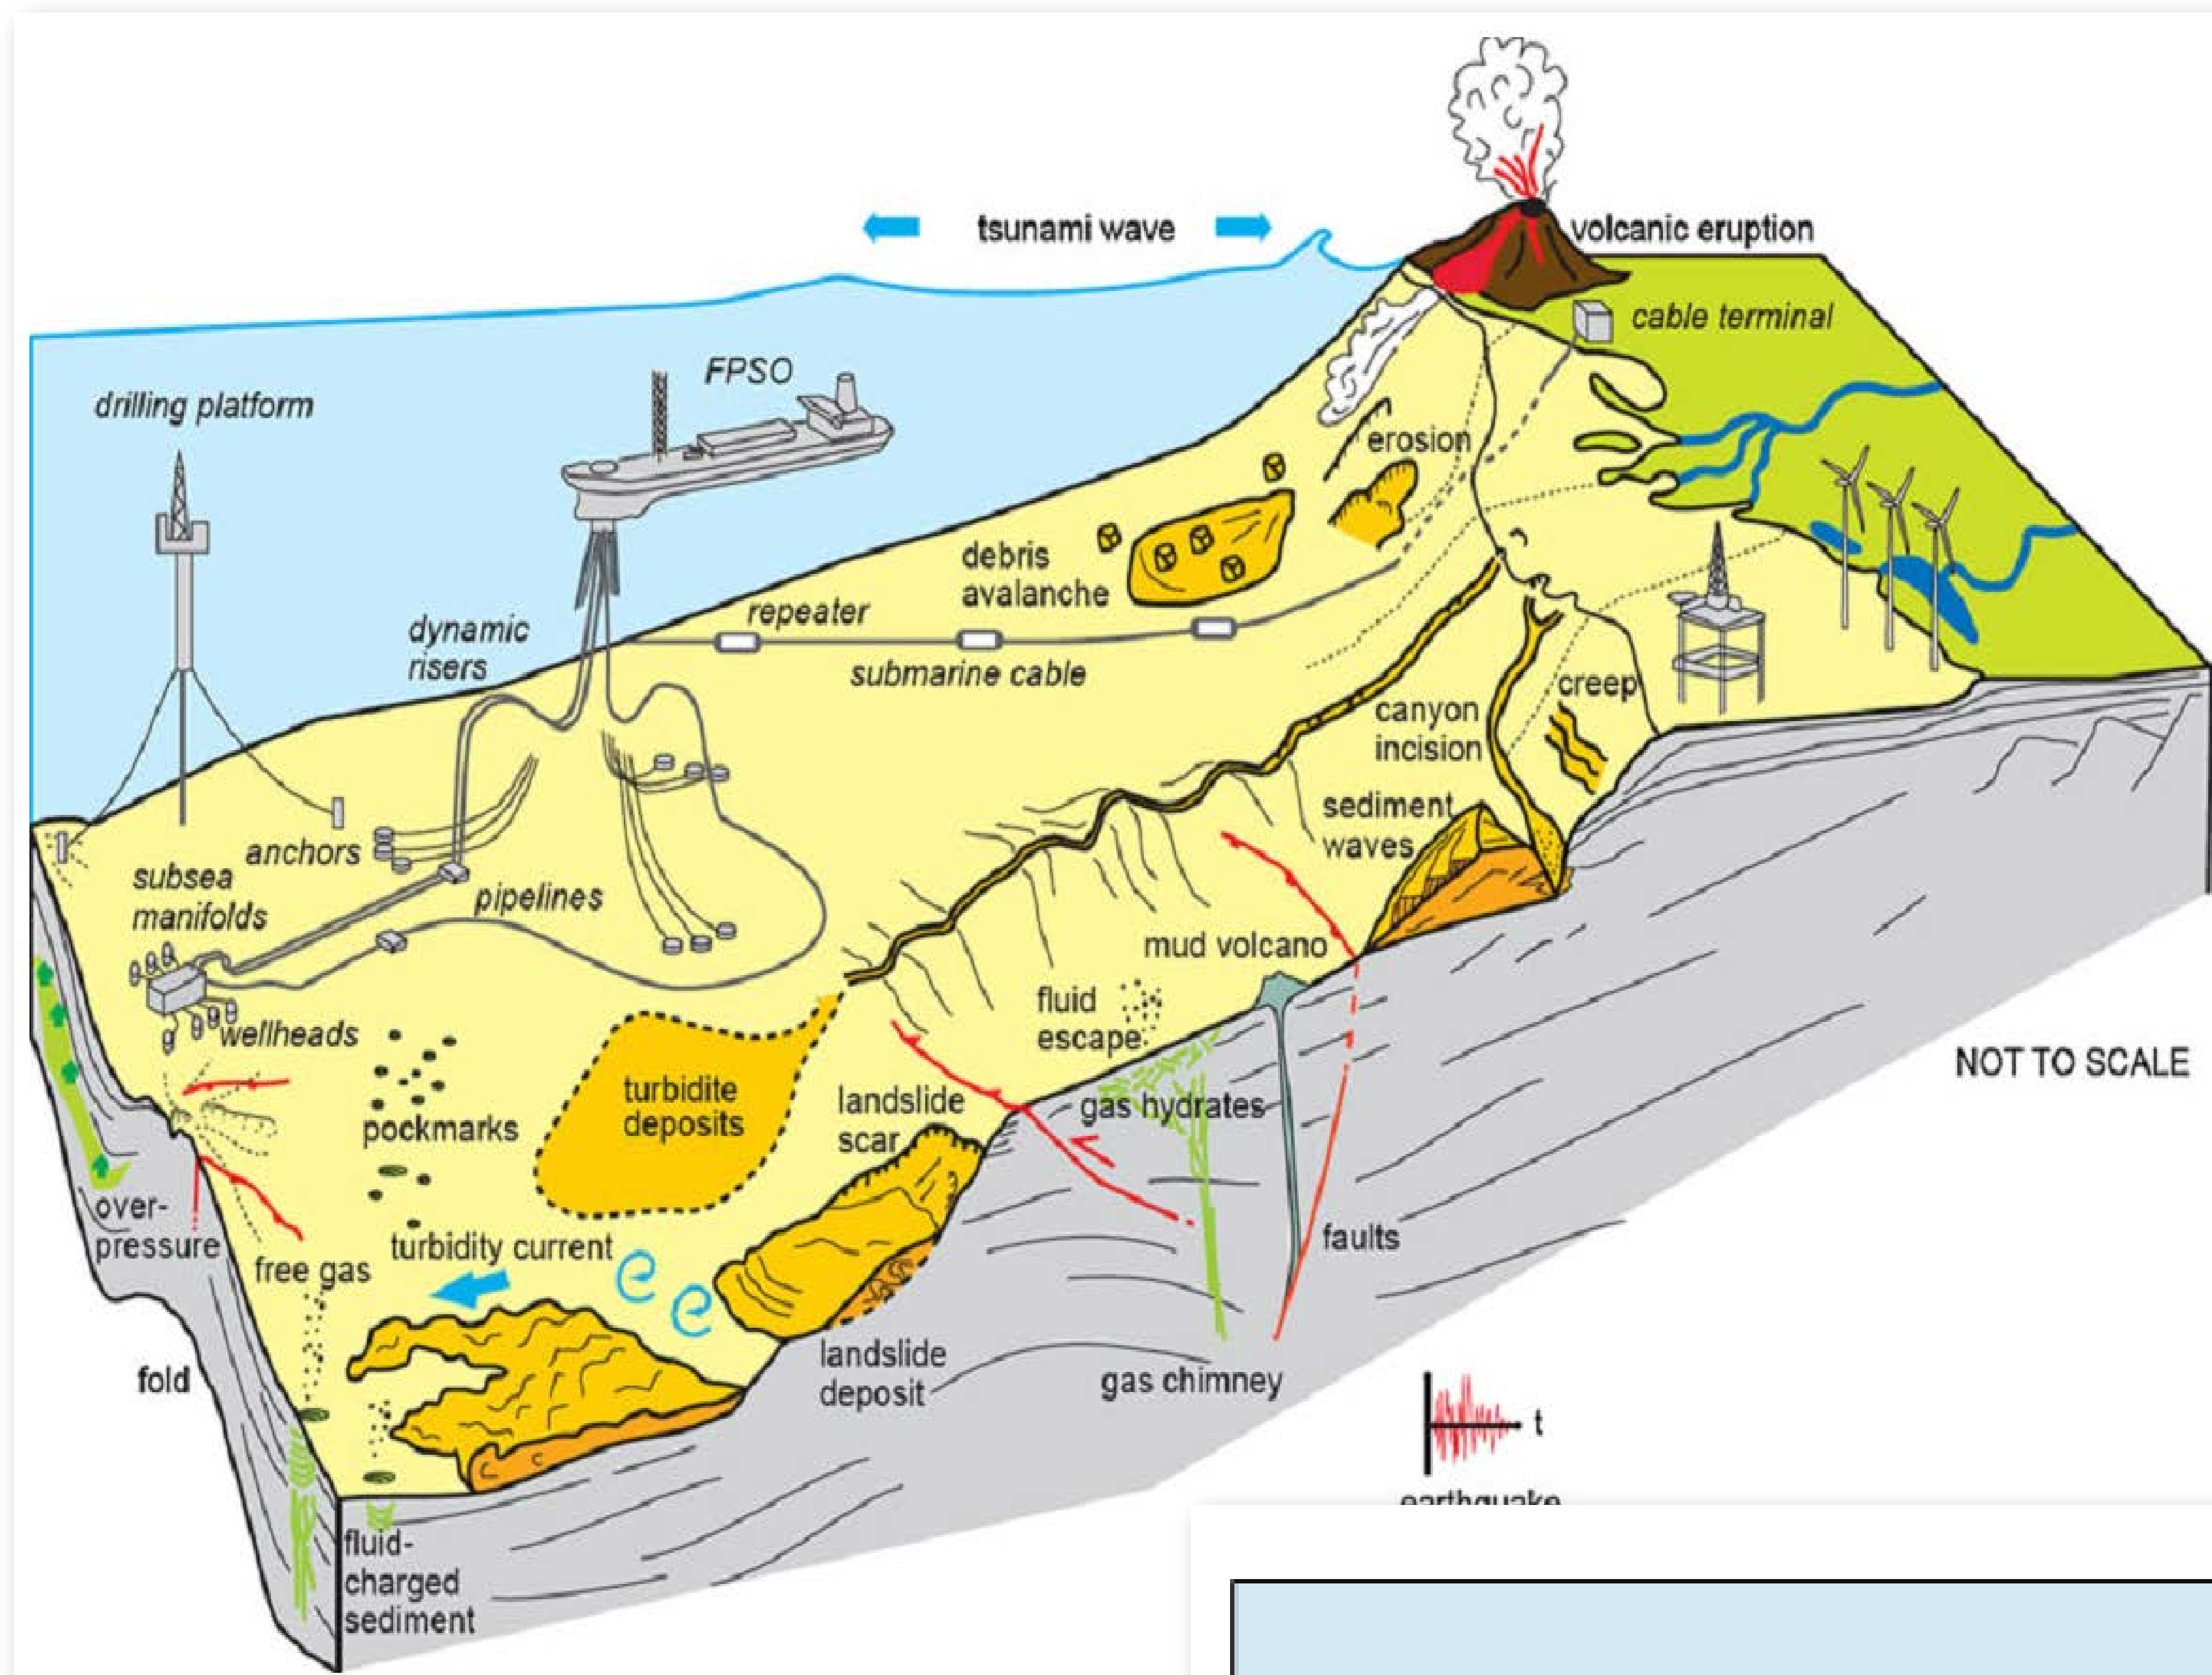 tsunami wave
volcanic eruption
cable terminal
FPSO
drilling platform
erosion
debris
avalanche
repeater
dynamic
risers
submarine cable
creep
canyon
incision
sediment
waves
anchors
subsea
manifolds
pipelines
mud volcano
fluid
escape
wellheads
NOT TO SCALE
turbidite
deposits
landslide
scar
gas hydrates
pockmarks
over-
pressure
turbidity current
free gas
faults
fold
landslide
deposit
gas chimney
t
earthquake
fluid-
charged
sediment